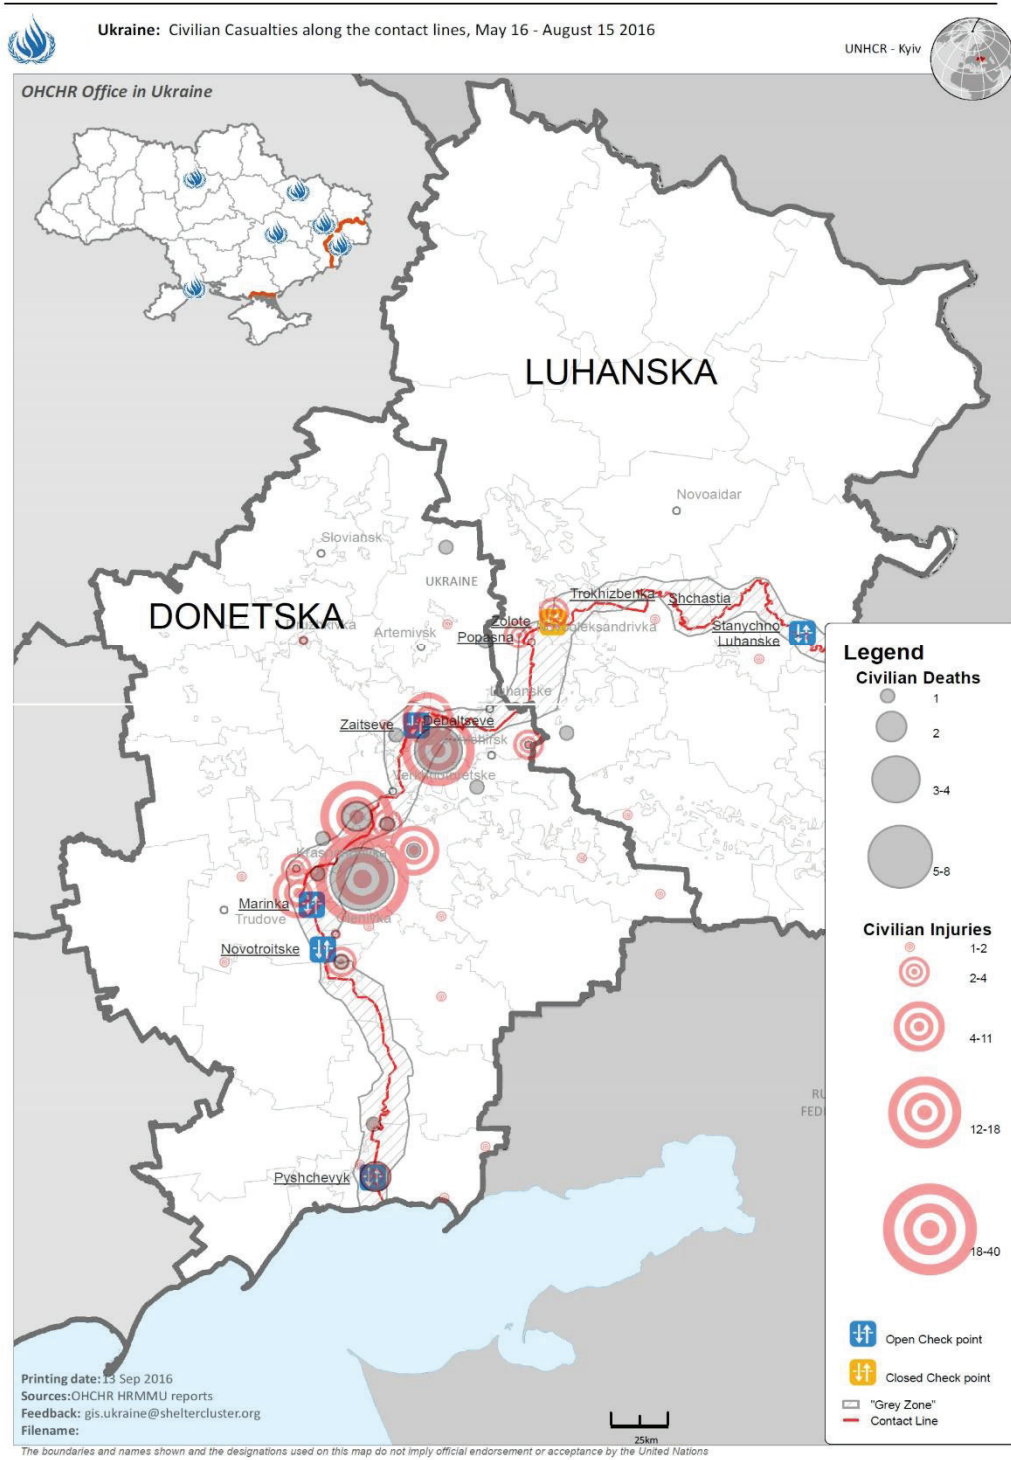 Ukraine: Civilian Casualties along the contact lines, May 16 - August 15 2016
UNHCR - Kyiv
OHCHR Office in Ukraine
LUHANSKA
Novoaidar
Sloviansk
UKRAINE
DONETSKA
Trokhizbenka
Shchastia
Zolote
Artemivsk
Popasna
Stanychno
Luhanske
Luhanske
Zaitseve
Debaltseve
Marinka
Trudove
Olenivka
Novotroitske
RU
FEDI
Pyshchevyk
Legend
Civilian Deaths
1
2
3-4
5-8
Civilian Injuries
1-2
2-4
4-11
12-18
18-40
Open Check point
Closed Check point
"Grey Zone"
Contact Line
25km
Printing date:13 Sep 2016
Sources:OHCHR HRMMU reports
Feedback: gis.ukraine@sheltercluster.org
Filename:
The boundaries and names shown and the designations used on this map do not imply official endorsement or acceptance by the United Nations